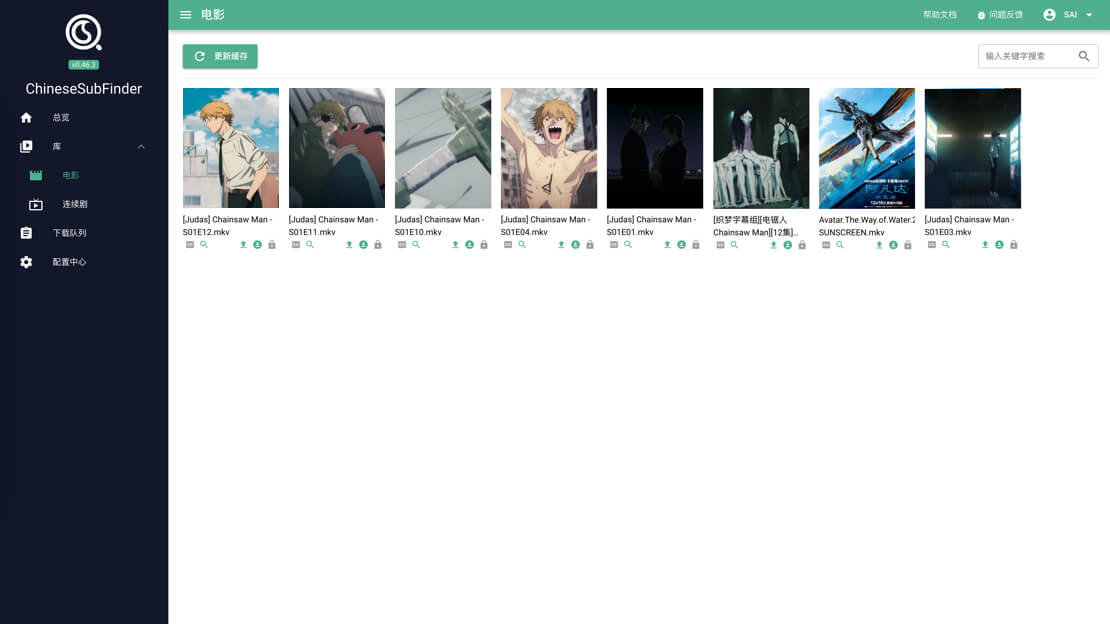 电影
帮助文档
问题反馈
SAI
v0.46.3
ChineseSubFinder
总览
库
电影
连续剧
下载队列
配置中心
更新缓存
输入关键字搜索
[Judas] Chainsaw Man -
S01E12.mkv
[Judas] Chainsaw Man -
S01E11.mkv
[Judas] Chainsaw Man -
S01E10.mkv
[Judas] Chainsaw Man -
S01E04.mkv
[Judas] Chainsaw Man -
S01E01.mkv
[织梦字幕组][电锯人
Chainsaw Man][12集]...
阿凡达
Avatar.The.Way.of.Water.2
SUNSCREEN.mkv
[Judas] Chainsaw Man -
S01E03.mkv